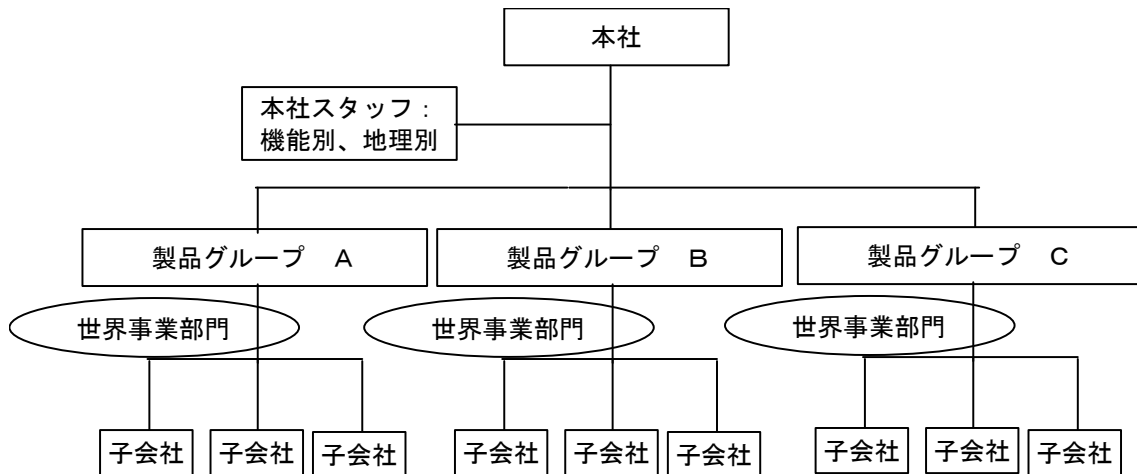 本社
本社スタッフ：
機能別、地理別
製品グループ　A
製品グループ　B
製品グループ　C
世界事業部門
世界事業部門
世界事業部門
子会社
子会社
子会社
子会社
子会社
子会社
子会社
子会社
子会社